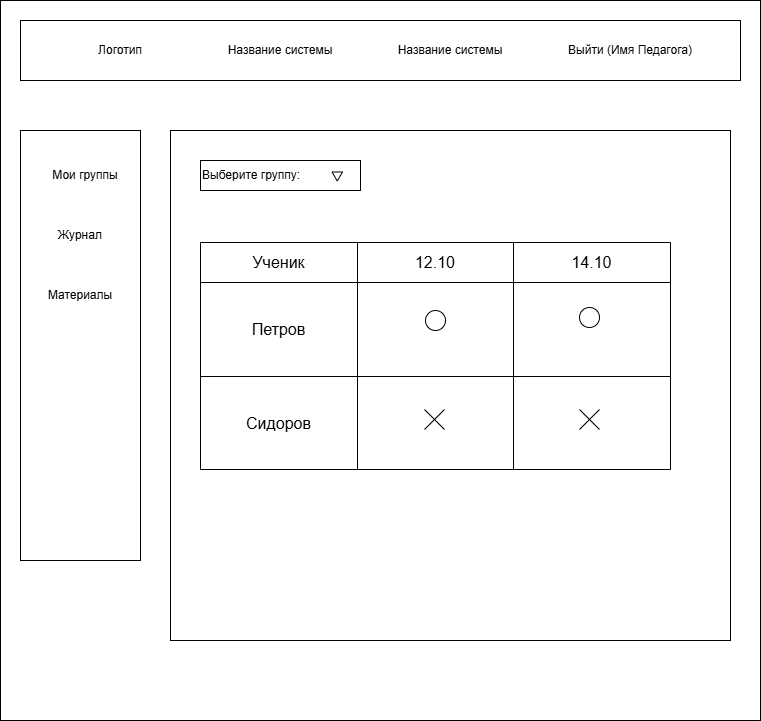 Логотип
Название системы
Название системы
Выйти (Имя Педагога)
Мои группы
Журнал
Материалы
Выберите группу:
Ученик 12.10 14.10
Петров
Сидоров